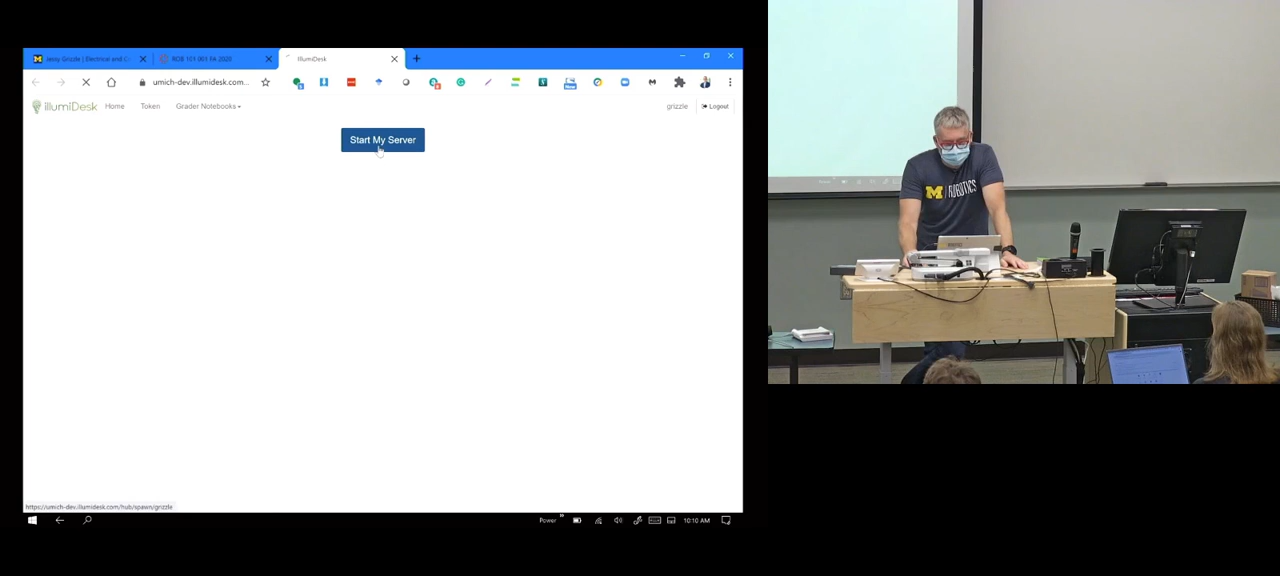 Jessy Grizzle | Electrical and C
ROB 101 001 FA 2020
IllumiDesk
umich-dev.illumidesk.com...
illumiDesk
Home
Token
Grader Notebooks
grizzle
Logout
Start My Server
M ROBOTICS
https://umich-dev.illumidesk.com/hub/spawn/grizzle
Power
10:10 AM